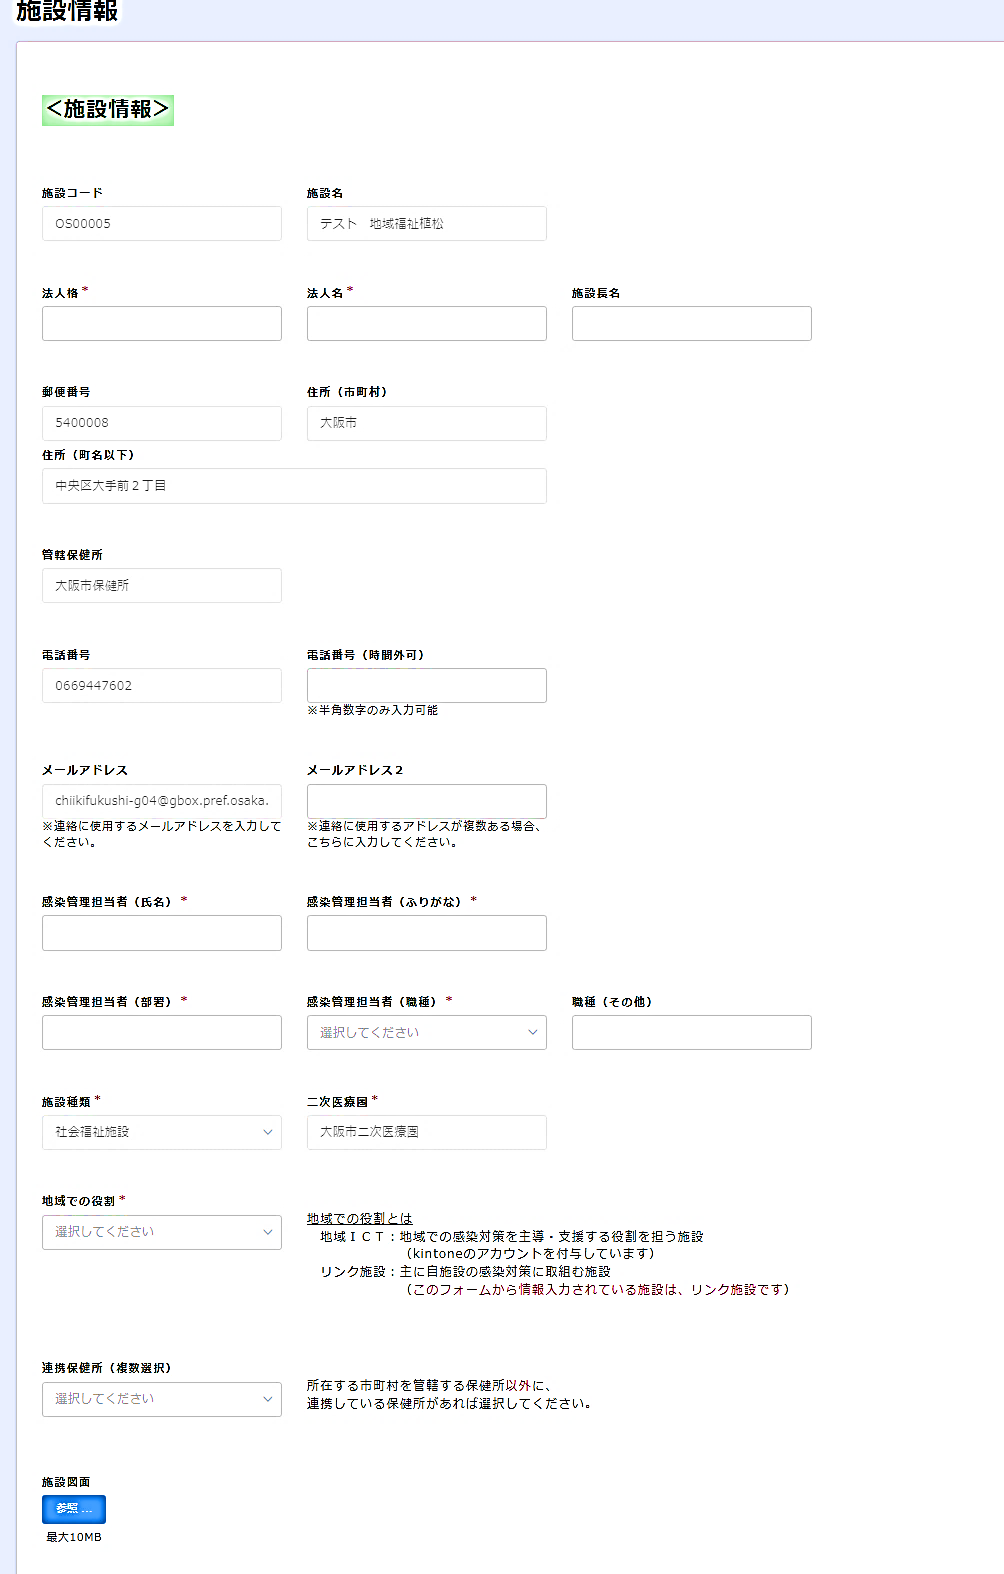 施設情報
＜施設情報＞
施設コード 施設名
OS00005 テスト　地域福祉植松
法人格 * 法人名 * 施設長名
郵便番号 住所（市町村）
5400008 大阪市
住所（町名以下）
中央区大手前２丁目
管轄保健所
大阪市保健所
電話番号 電話番号（時間外可）
0669447602
※半角数字のみ入力可能
メールアドレス メールアドレス２
chiikifukushi-g04@gbox.pref.osaka.
※連絡に使用するメールアドレスを入力して ※連絡に使用するアドレスが複数ある場合、
ください。 こちらに入力してください。
感染管理担当者（氏名） * 感染管理担当者（ふりがな） *
感染管理担当者（部署） * 感染管理担当者（職種） * 職種（その他）
選択してください
施設種類 * 二次医療圏 *
社会福祉施設 大阪市二次医療圏
地域での役割 *
選択してください
地域での役割とは
地域ＩＣＴ：地域での感染対策を主導・支援する役割を担う施設
（kintoneのアカウントを付与しています）
リンク施設：主に自施設の感染対策に取組む施設
（このフォームから情報入力されている施設は、リンク施設です）
連携保健所（複数選択）
選択してください
所在する市町村を管轄する保健所以外に、
連携している保健所があれば選択してください。
施設図面
参照 ...
最大10MB